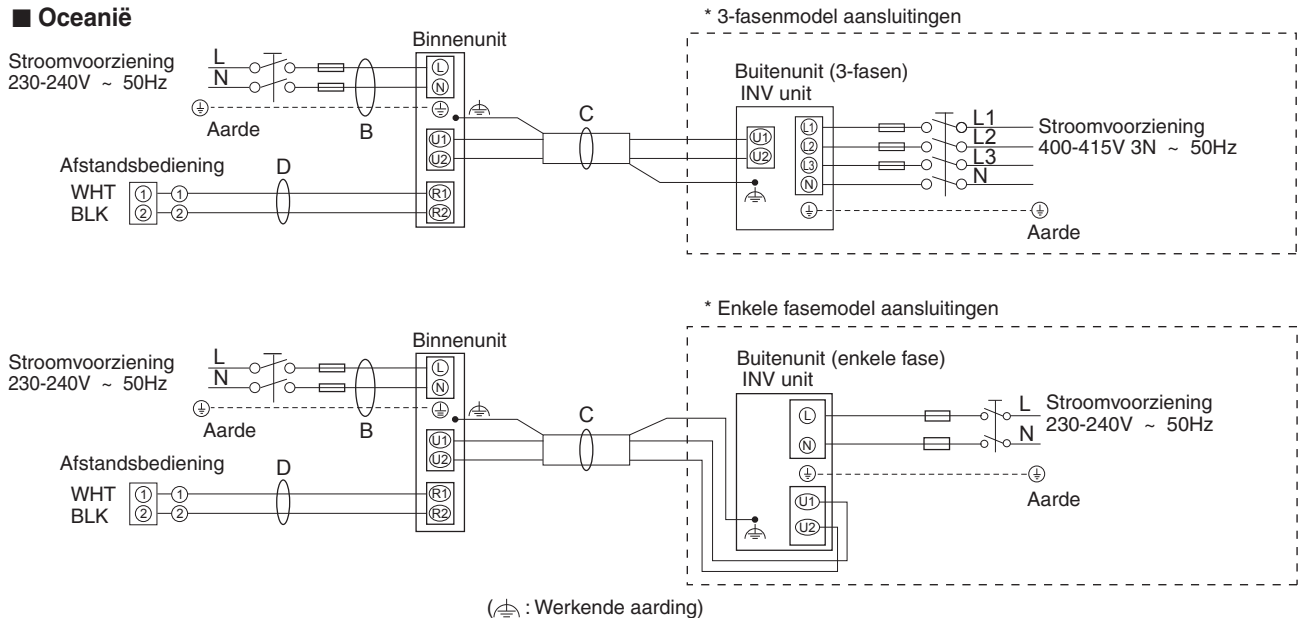 ■ Oceanië
* 3-fasenmodel aansluitingen
Stroomvoorziening
230-240V ~ 50Hz
L
N
Aarde
B
Binnenunit
L
N
U1
U2
R1
R2
Afstandsbediening
WHT 1 1
BLK 2 2
D
C
Buitenunit (3-fasen)
INV unit
U1
U2
L1
L2
L3
N
L1
L2
L3
N
Stroomvoorziening
400-415V 3N ~ 50Hz
Aarde
* Enkele fasemodel aansluitingen
Stroomvoorziening
230-240V ~ 50Hz
L
N
Aarde
B
Binnenunit
L
N
U1
U2
R1
R2
Afstandsbediening
WHT 1 1
BLK 2 2
D
C
Buitenunit (enkele fase)
INV unit
L
N
U1
U2
L
N
Stroomvoorziening
230-240V ~ 50Hz
Aarde
( : Werkende aarding)